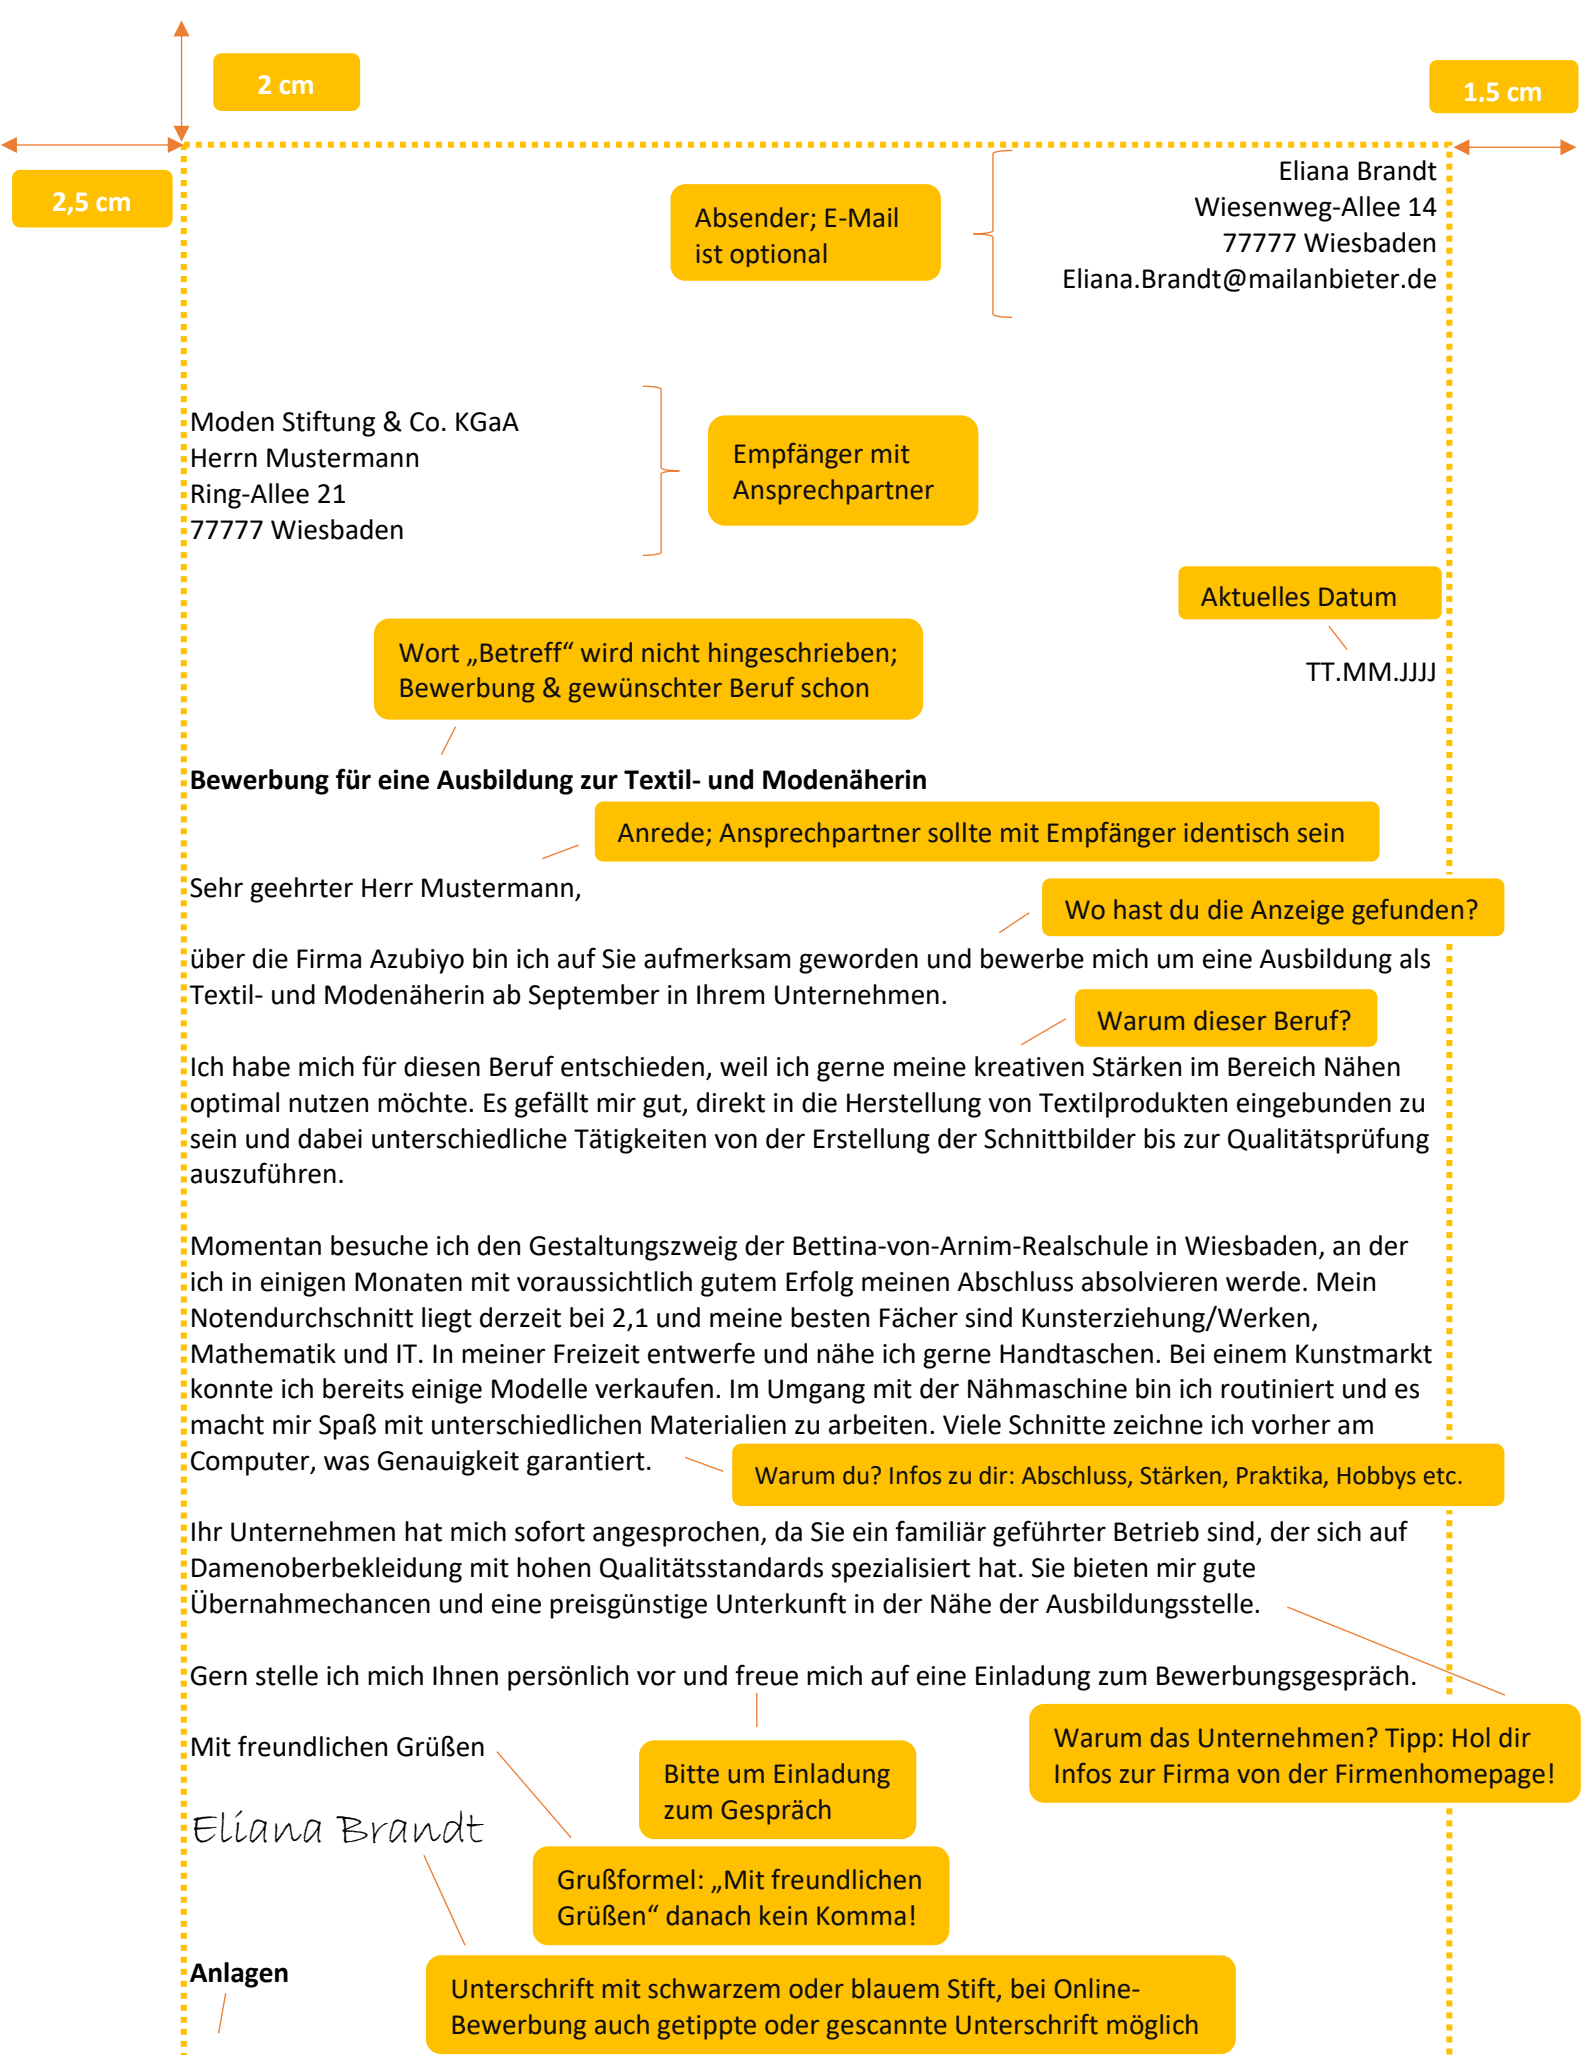 2 cm
1,5 cm
2,5 cm
Eliana Brandt
Wiesenweg-Allee 14
77777 Wiesbaden
Eliana.Brandt@mailanbieter.de
Absender; E-Mail
ist optional
Moden Stiftung & Co. KGaA
Herrn Mustermann
Ring-Allee 21
77777 Wiesbaden
Empfänger mit
Ansprechpartner
Aktuelles Datum
TT.MM.JJJJ
Wort „Betreff“ wird nicht hingeschrieben;
Bewerbung & gewünschter Beruf schon
Bewerbung für eine Ausbildung zur Textil- und Modenäherin
Anrede; Ansprechpartner sollte mit Empfänger identisch sein
Sehr geehrter Herr Mustermann,
Wo hast du die Anzeige gefunden?
über die Firma Azubiyo bin ich auf Sie aufmerksam geworden und bewerbe mich um eine Ausbildung als
Textil- und Modenäherin ab September in Ihrem Unternehmen.
Warum dieser Beruf?
Ich habe mich für diesen Beruf entschieden, weil ich gerne meine kreativen Stärken im Bereich Nähen
optimal nutzen möchte. Es gefällt mir gut, direkt in die Herstellung von Textilprodukten eingebunden zu
sein und dabei unterschiedliche Tätigkeiten von der Erstellung der Schnittbilder bis zur Qualitätsprüfung
auszuführen.
Momentan besuche ich den Gestaltungszweig der Bettina-von-Arnim-Realschule in Wiesbaden, an der
ich in einigen Monaten mit voraussichtlich gutem Erfolg meinen Abschluss absolvieren werde. Mein
Notendurchschnitt liegt derzeit bei 2,1 und meine besten Fächer sind Kunsterziehung/Werken,
Mathematik und IT. In meiner Freizeit entwerfe und nähe ich gerne Handtaschen. Bei einem Kunstmarkt
konnte ich bereits einige Modelle verkaufen. Im Umgang mit der Nähmaschine bin ich routiniert und es
macht mir Spaß mit unterschiedlichen Materialien zu arbeiten. Viele Schnitte zeichne ich vorher am
Computer, was Genauigkeit garantiert.
Warum du? Infos zu dir: Abschluss, Stärken, Praktika, Hobbys etc.
Ihr Unternehmen hat mich sofort angesprochen, da Sie ein familiär geführter Betrieb sind, der sich auf
Damenoberbekleidung mit hohen Qualitätsstandards spezialisiert hat. Sie bieten mir gute
Übernahmechancen und eine preisgünstige Unterkunft in der Nähe der Ausbildungsstelle.
Gern stelle ich mich Ihnen persönlich vor und freue mich auf eine Einladung zum Bewerbungsgespräch.
Warum das Unternehmen? Tipp: Hol dir
Infos zur Firma von der Firmenhomepage!
Mit freundlichen Grüßen
Bitte um Einladung
zum Gespräch
Eliana Brandt
Grußformel: „Mit freundlichen
Grüßen“ danach kein Komma!
Anlagen
Unterschrift mit schwarzem oder blauem Stift, bei Online-
Bewerbung auch getippte oder gescannte Unterschrift möglich